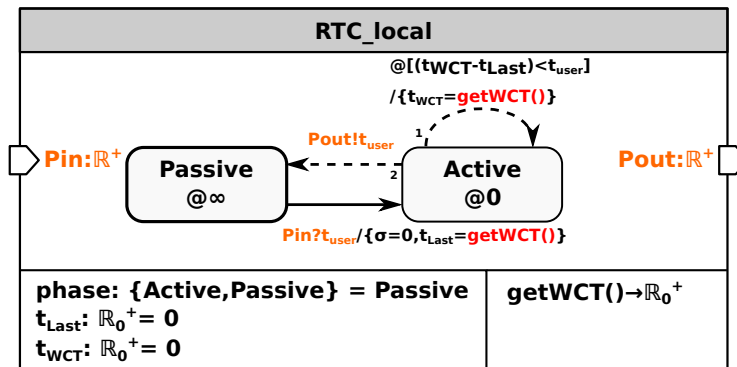 RTC_local
@[(tWCT-tLast)<tuser]
/{tWCT=getWCT()}
1
Pout!tuser
Pin:ℝ⁺
Pout:ℝ⁺
Passive
@∞
2
Active
@0
Pin?tuser/{σ=0,tLast=getWCT()}
phase: {Active,Passive} = Passive
tLast: ℝ₀⁺= 0
tWCT: ℝ₀⁺= 0
getWCT()→ℝ₀⁺